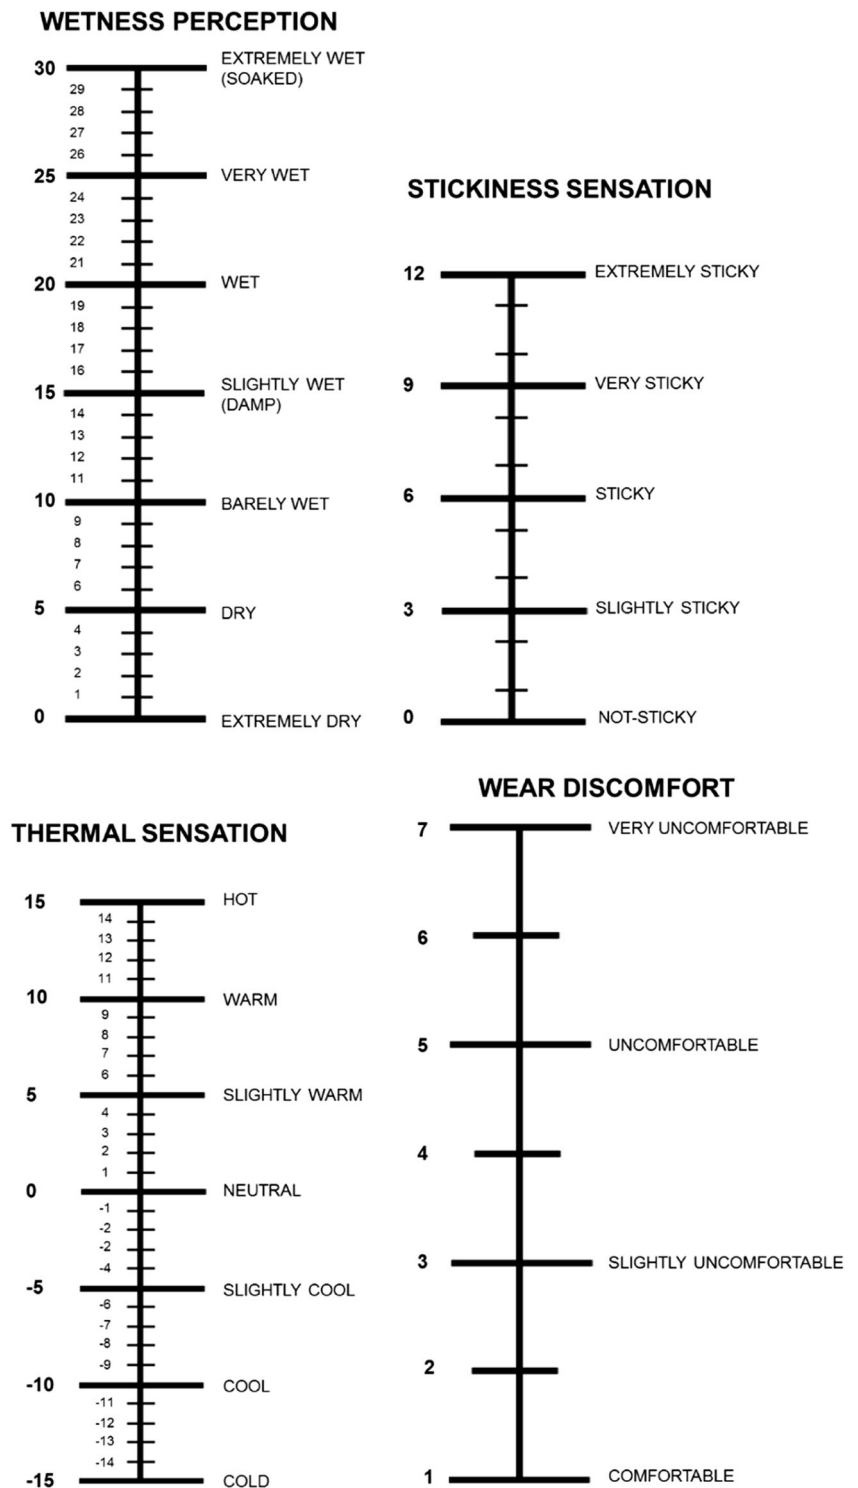 WETNESS PERCEPTION
30 EXTREMELY WET
(SOAKED)
29
28
27
26
25 VERY WET
24
23
22
21
20 WET
19
18
17
16
15 SLIGHTLY WET
(DAMP)
14
13
12
11
10 BARELY WET
9
8
7
6
5 DRY
4
3
2
1
0 EXTREMELY DRY
STICKINESS SENSATION
12 EXTREMELY STICKY
9 VERY STICKY
6 STICKY
3 SLIGHTLY STICKY
0 NOT-STICKY
THERMAL SENSATION
15 HOT
14
13
12
11
10 WARM
9
8
7
6
5 SLIGHTLY WARM
4
3
2
1
0 NEUTRAL
-1
-2
-2
-4
-5 SLIGHTLY COOL
-6
-7
-8
-9
-10 COOL
-11
-12
-13
-14
-15 COLD
WEAR DISCOMFORT
7 VERY UNCOMFORTABLE
6
5 UNCOMFORTABLE
4
3 SLIGHTLY UNCOMFORTABLE
2
1 COMFORTABLE